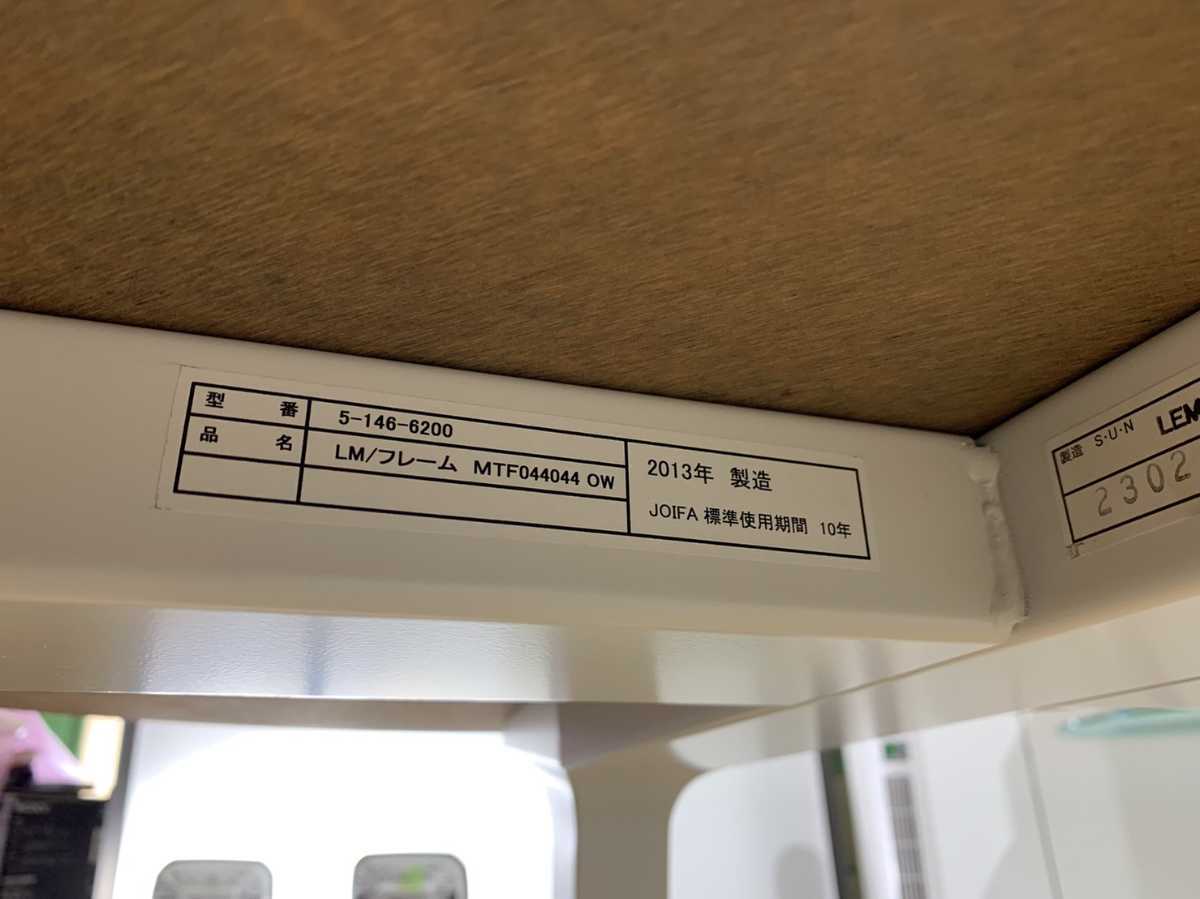 型 番 5-146-6200
品 名 LM/フレーム MTF044044 OW
2013年 製造
JOIFA 標準使用期間 10年
製造 S・U・N LEM
2302